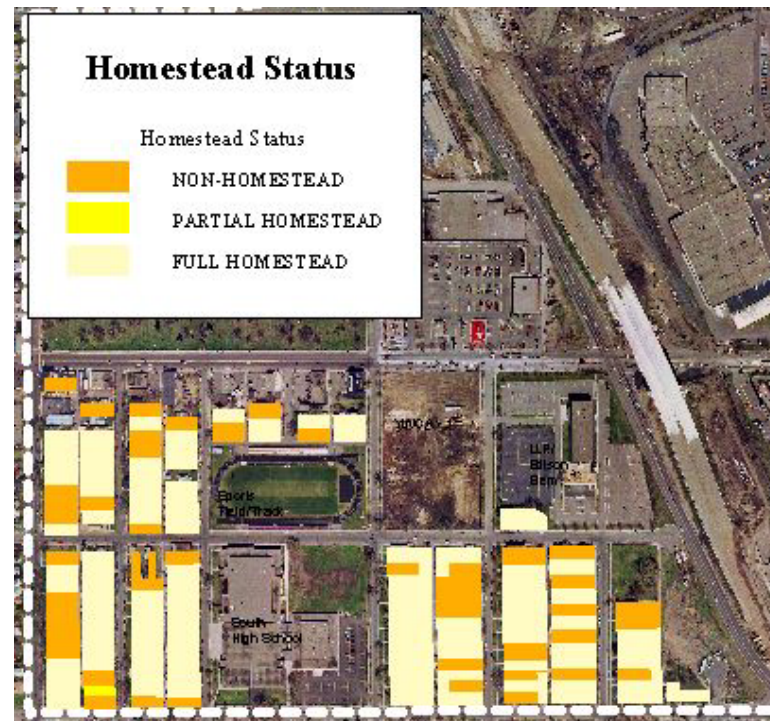 Homestead Status
Homestead Status
NON-HOMESTEAD
PARTIAL HOMESTEAD
FULL HOMESTEAD
Sports
Field/Track
South
High School